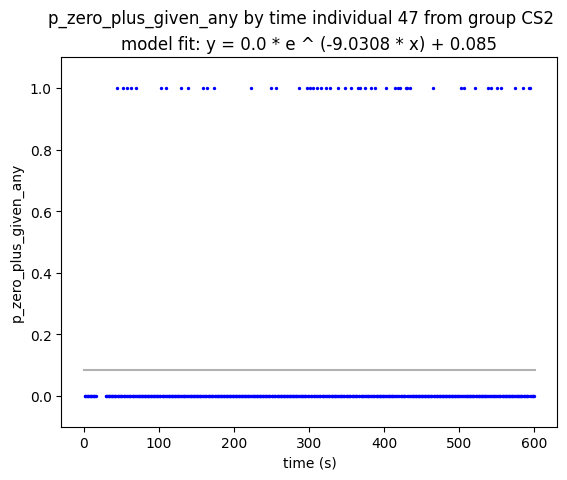 p_zero_plus_given_any by time individual 47 from group CS2
model fit: y = 0.0 * e ^ (-9.0308 * x) + 0.085
1.0
0.8
0.6
0.4
0.2
0.0
p_zero_plus_given_any
0 100 200 300 400 500 600
time (s)